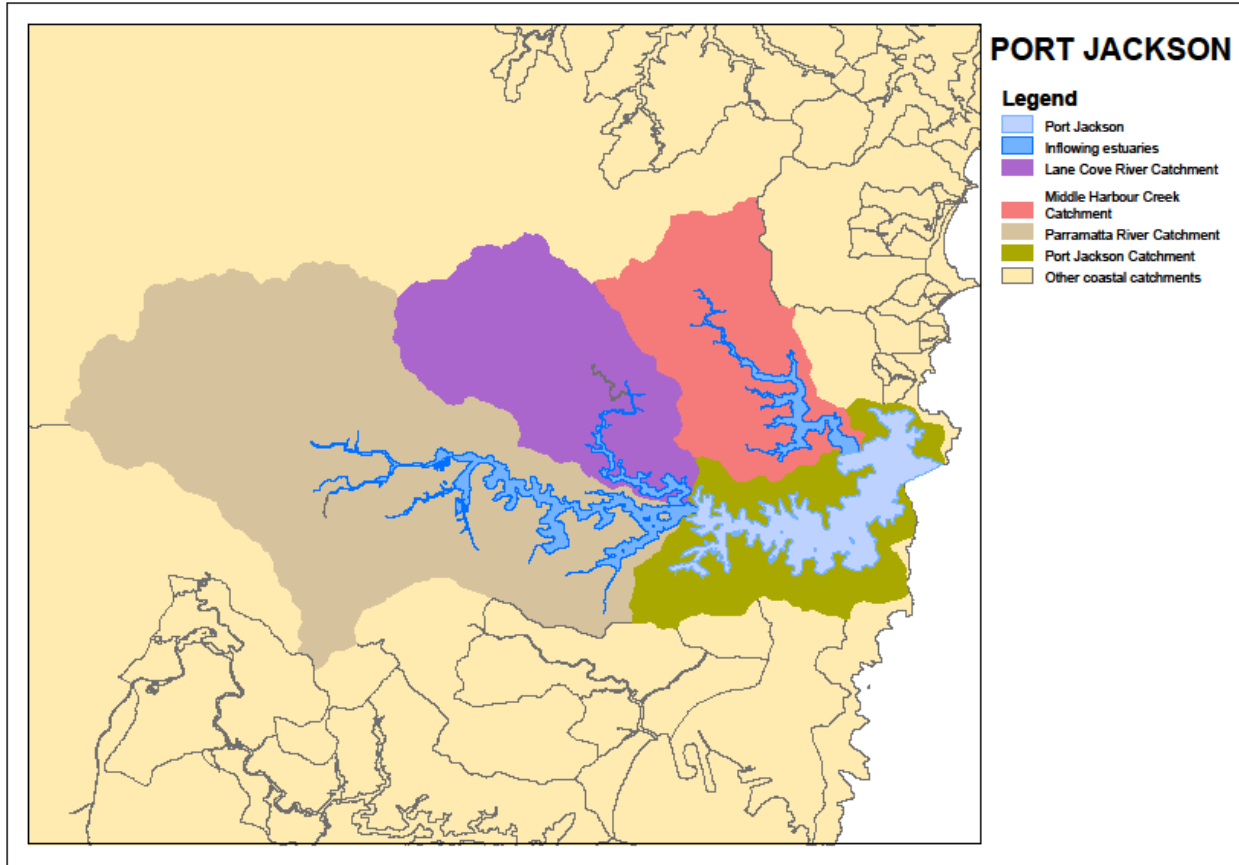 PORT JACKSON
Legend
Port Jackson
Inflowing estuaries
Lane Cove River Catchment
Middle Harbour Creek
Catchment
Parramatta River Catchment
Port Jackson Catchment
Other coastal catchments